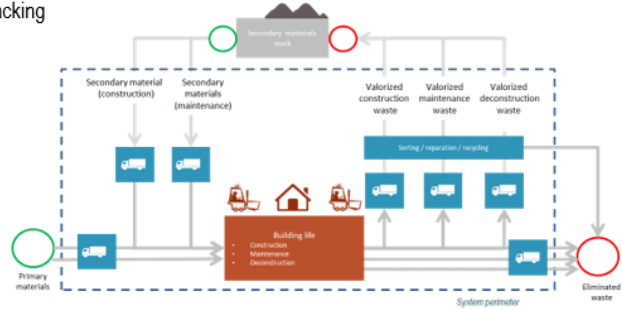 acking
Secondary materials
stock
Secondary material
(construction)
Secondary
materials
(maintenance)
Valorized
construction
waste
Valorized
maintenance
waste
Valorized
deconstruction
waste
Sorting / reparation / recycling
Building life
• Construction
• Maintenance
• Deconstruction
Primary
materials
Eliminated
waste
System perimeter